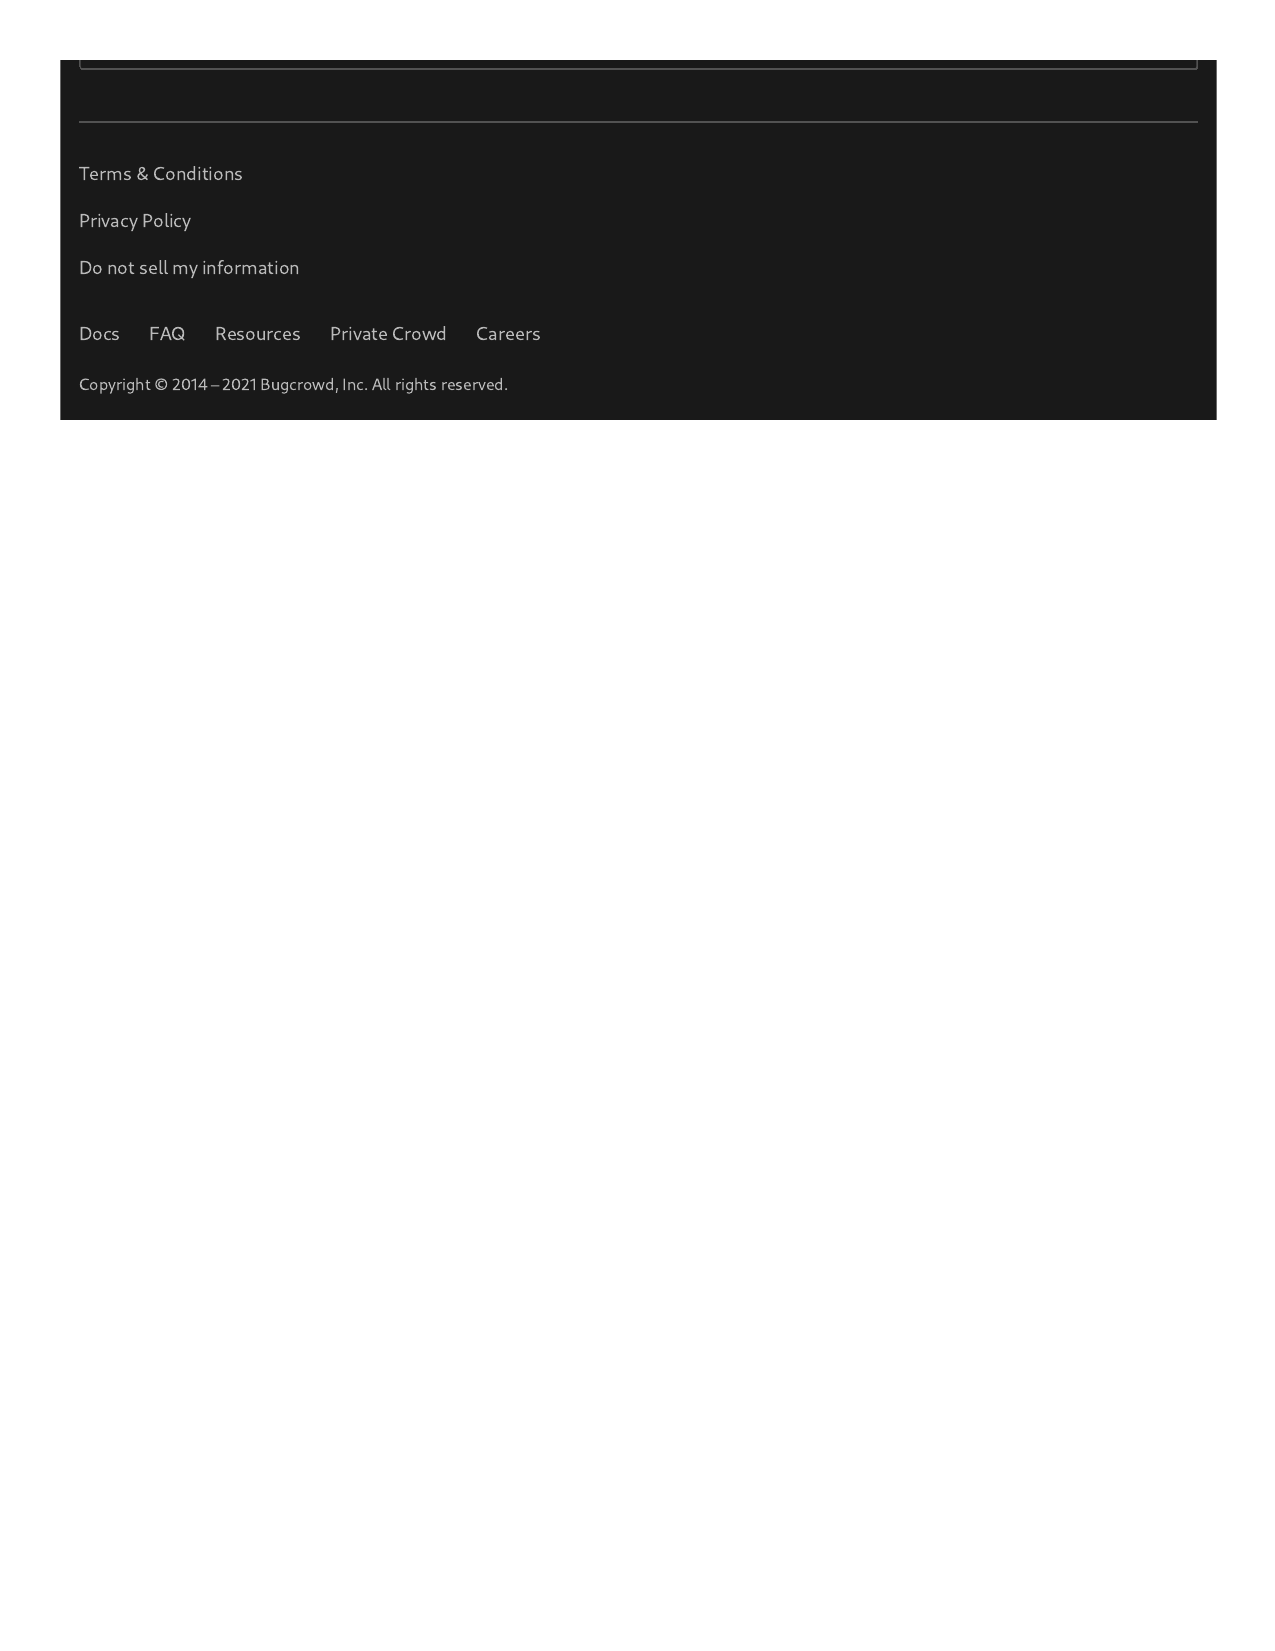 Terms & Conditions
Privacy Policy
Do not sell my information
Docs FAQ Resources Private Crowd Careers
Copyright © 2014 – 2021 Bugcrowd, Inc. All rights reserved.